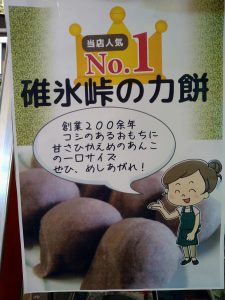 当店人気
No.1
碓氷峠の力餅
創業200余年
コシのあるおもちに
甘さひかえめのあんこ
の一口サイズ
ぜひ、めしあがれ!